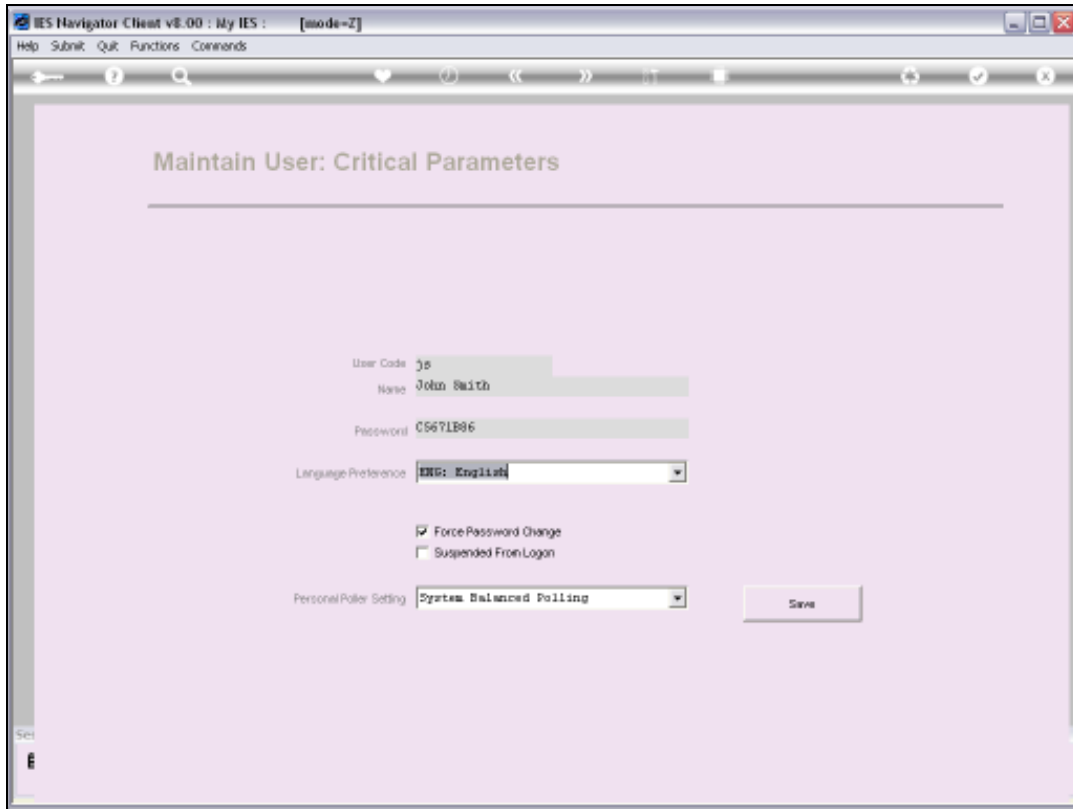 IES Navigator Client v8.00 : My IES : [mode=Z]
Help Submit Quit Functions Commands
Maintain User: Critical Parameters
User Code js
Name John Smith
Password C5671B86
Language Preference ENG: English
Force Password Change
Suspended From Logon
Personal Poller Setting System Balanced Polling
Save